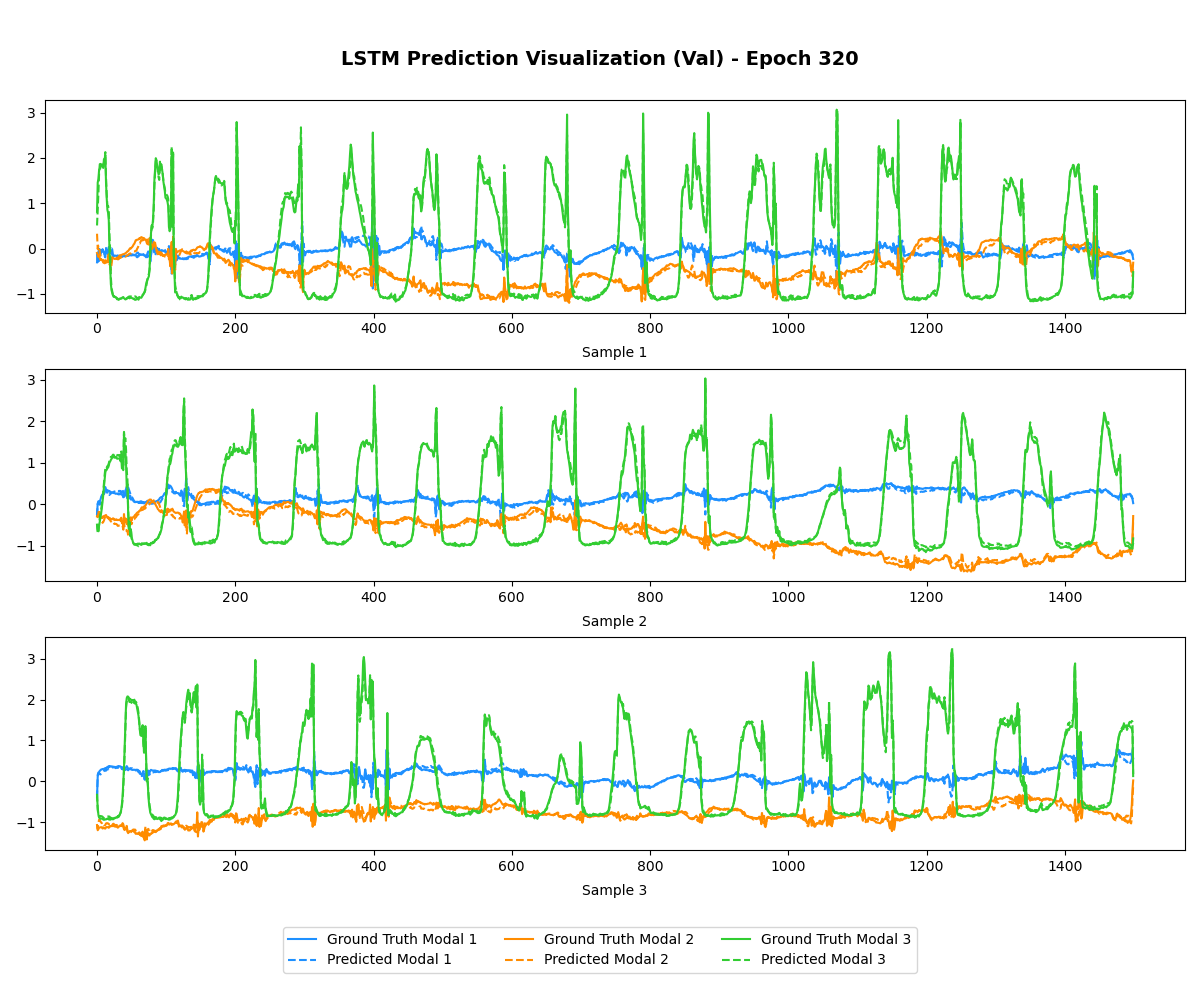 LSTM Prediction Visualization (Val) - Epoch 320
3
2
1
0
−1
0 200 400 600 800 1000 1200 1400
Sample 1
3
2
1
0
−1
0 200 400 600 800 1000 1200 1400
Sample 2
3
2
1
0
−1
0 200 400 600 800 1000 1200 1400
Sample 3
Ground Truth Modal 1 Ground Truth Modal 2 Ground Truth Modal 3
Predicted Modal 1 Predicted Modal 2 Predicted Modal 3